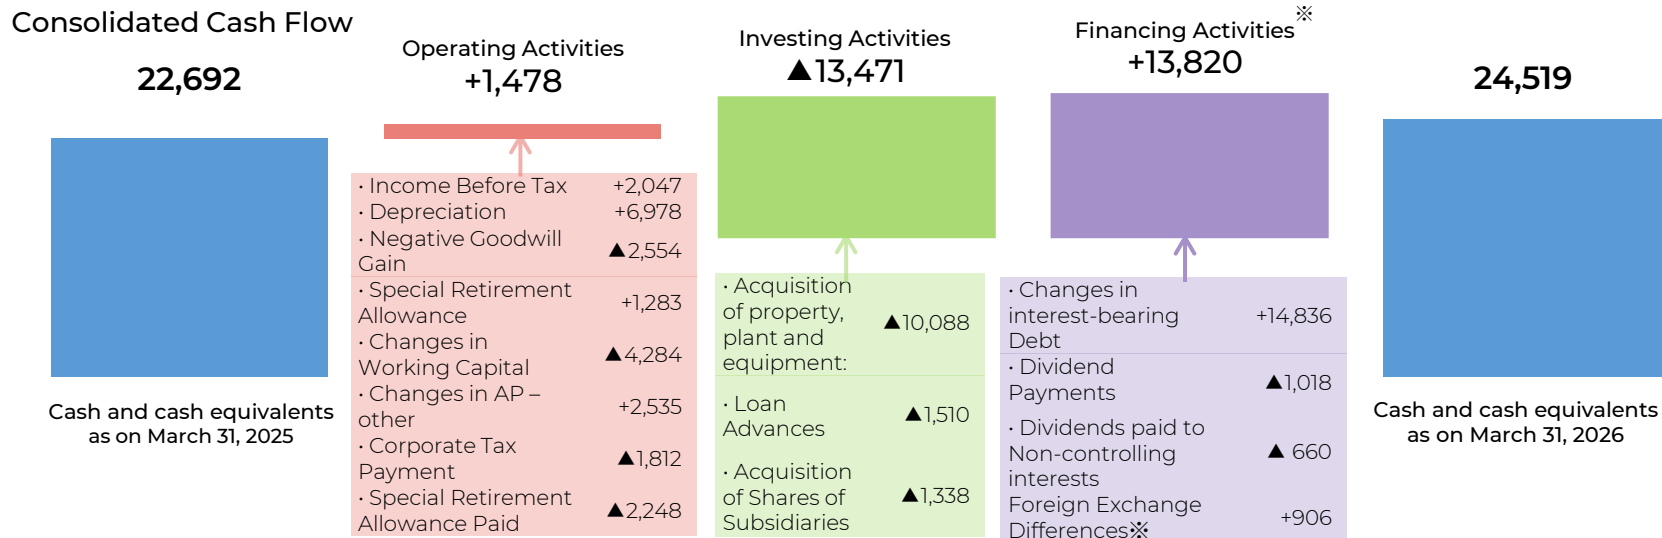 Consolidated Cash Flow
22,692
Cash and cash equivalents
as on March 31, 2025
Operating Activities
+1,478
· Income Before Tax +2,047
· Depreciation +6,978
· Negative Goodwill
Gain ▲2,554
· Special Retirement
Allowance +1,283
· Changes in
Working Capital ▲4,284
· Changes in AP –
other +2,535
· Corporate Tax
Payment ▲1,812
· Special Retirement
Allowance Paid ▲2,248
Investing Activities
▲13,471
· Acquisition
of property,
plant and
equipment: ▲10,088
· Loan
Advances ▲1,510
· Acquisition
of Shares of
Subsidiaries ▲1,338
Financing Activities※
+13,820
· Changes in
interest-bearing
Debt +14,836
· Dividend
Payments ▲1,018
· Dividends paid to
Non-controlling
interests ▲ 660
Foreign Exchange
Differences※ +906
24,519
Cash and cash equivalents
as on March 31, 2026